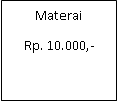 Materai
Rp. 10.000,-